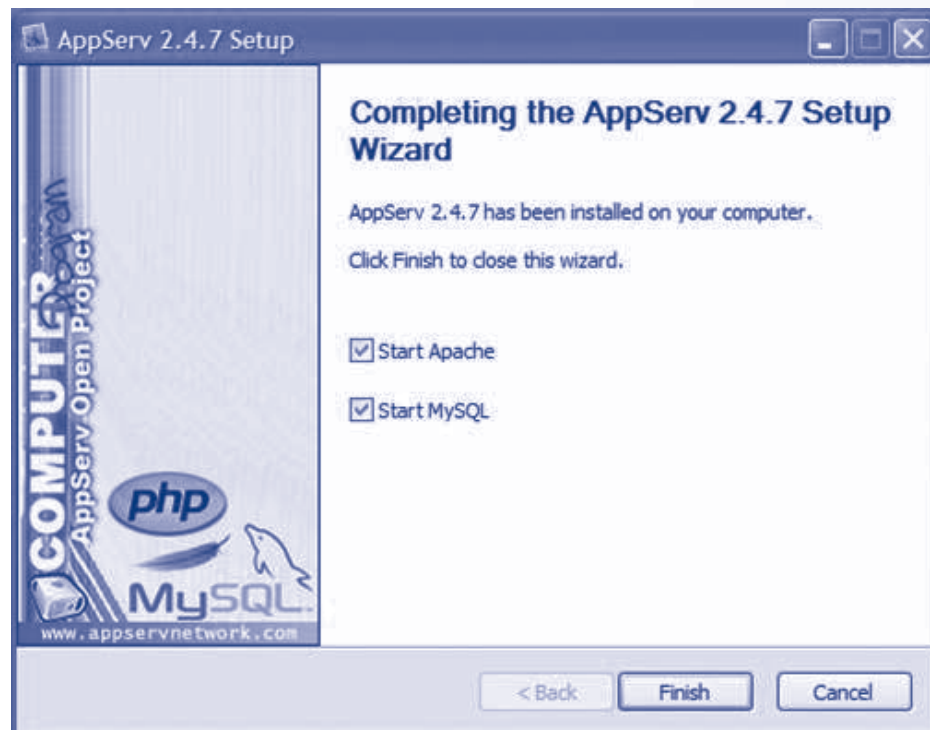 AppServ 2.4.7 Setup
Completing the AppServ 2.4.7 Setup
Wizard
AppServ 2.4.7 has been installed on your computer.
Click Finish to close this wizard.
Start Apache
Start MySQL
COMPUTER
Program
AppServ Open Project
php
MySQL
www.appservnetwork.com
< Back
Finish
Cancel